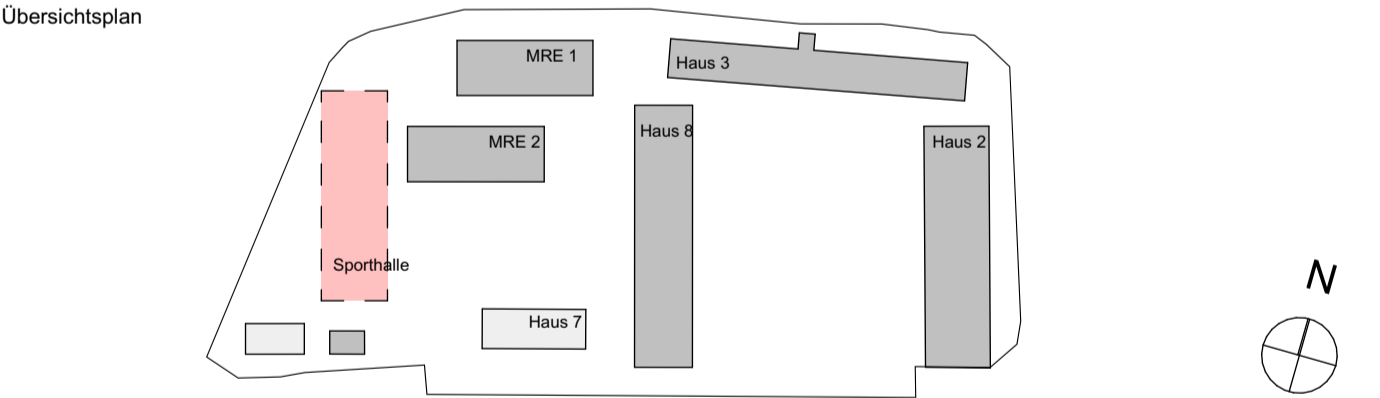 Übersichtsplan
MRE 1
Haus 3
Haus 8
MRE 2
Haus 2
Sporthalle
Haus 7
N